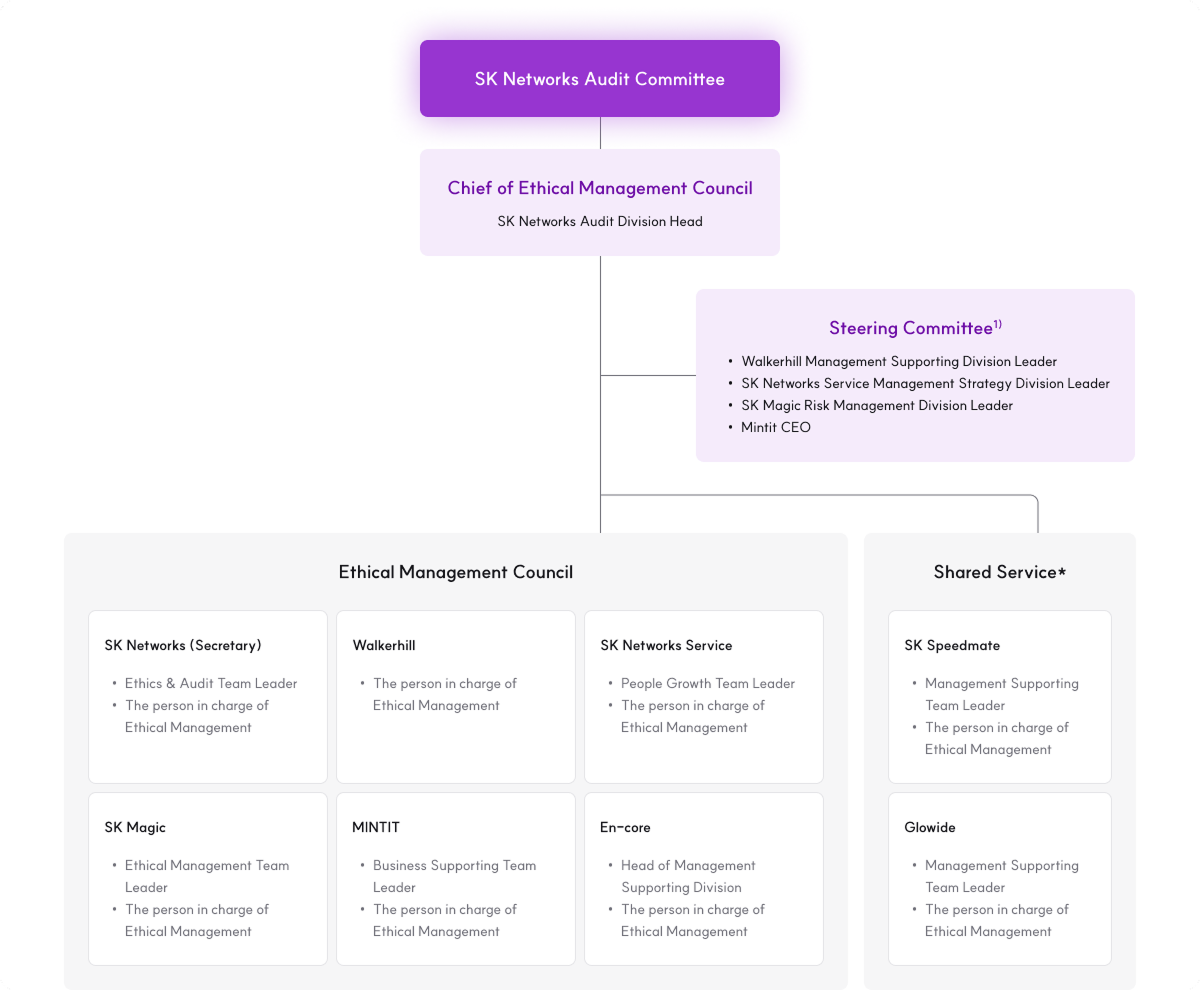 SK Networks Audit Committee
Chief of Ethical Management Council
SK Networks Audit Division Head
Steering Committee1)
• Walkerhill Management Supporting Division Leader
• SK Networks Service Management Strategy Division Leader
• SK Magic Risk Management Division Leader
• Mintit CEO
Ethical Management Council
SK Networks (Secretary)
• Ethics & Audit Team Leader
• The person in charge of
Ethical Management
Walkerhill
• The person in charge of
Ethical Management
SK Networks Service
• People Growth Team Leader
• The person in charge of
Ethical Management
SK Magic
• Ethical Management Team
Leader
• The person in charge of
Ethical Management
MINTIT
• Business Supporting Team
Leader
• The person in charge of
Ethical Management
En-core
• Head of Management
Supporting Division
• The person in charge of
Ethical Management
Shared Service*
SK Speedmate
• Management Supporting
Team Leader
• The person in charge of
Ethical Management
Glowide
• Management Supporting
Team Leader
• The person in charge of
Ethical Management